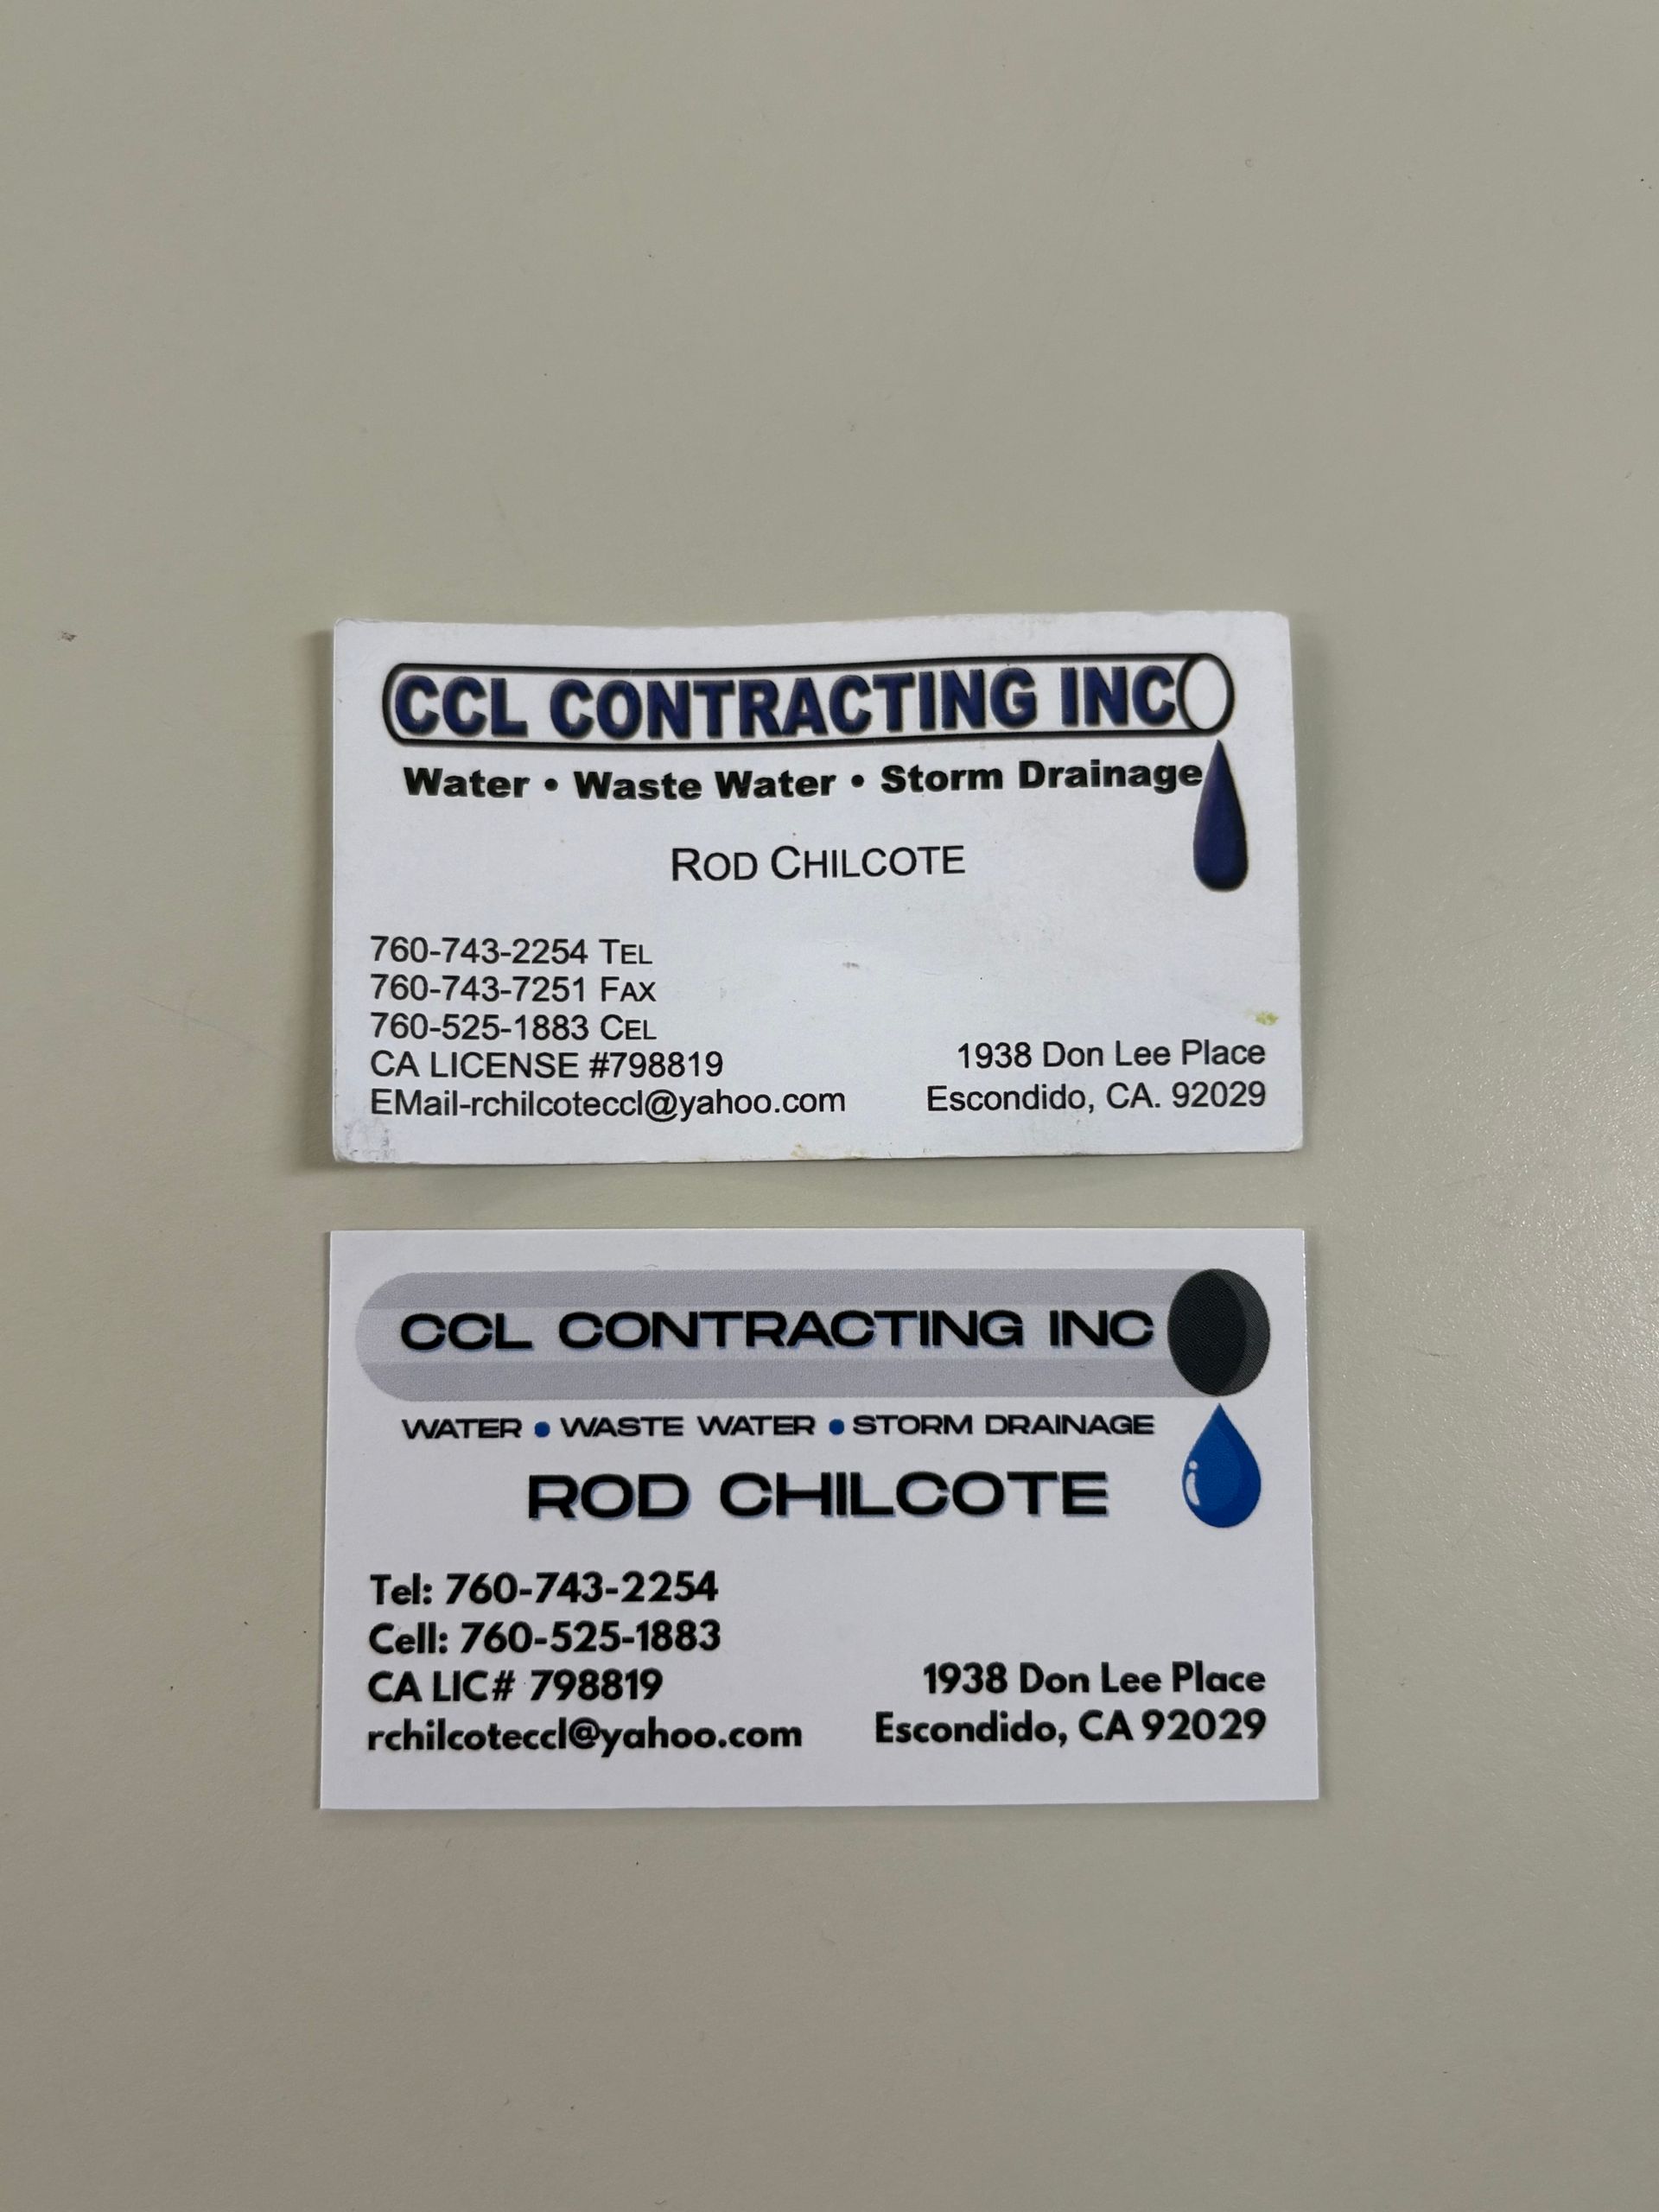 CCL CONTRACTING INC
Water • Waste Water • Storm Drainage
ROD CHILCOTE
760-743-2254 TEL
760-743-7251 FAX
760-525-1883 CEL
CA LICENSE #798819
EMail-rchilcoteccl@yahoo.com
1938 Don Lee Place
Escondido, CA. 92029
CCL CONTRACTING INC
WATER • WASTE WATER • STORM DRAINAGE
ROD CHILCOTE
Tel: 760-743-2254
Cell: 760-525-1883
CA LIC# 798819
rchilcoteccl@yahoo.com
1938 Don Lee Place
Escondido, CA 92029